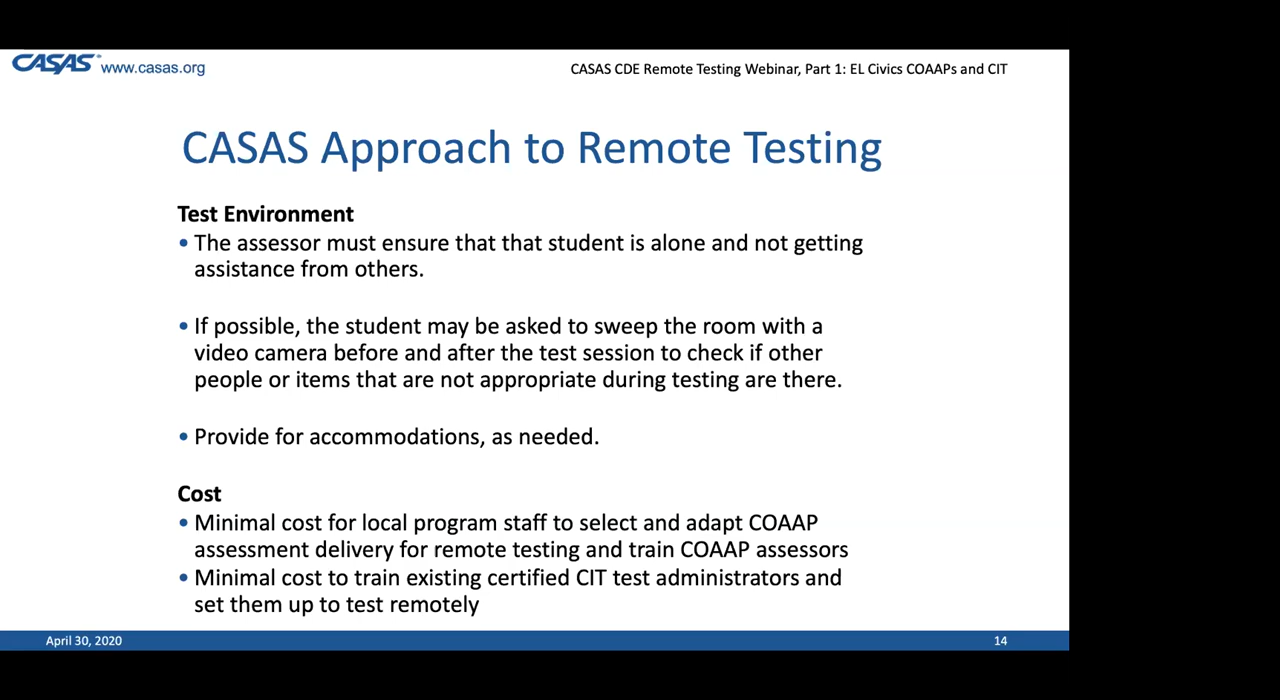 CASAS www.casas.org
CASAS CDE Remote Testing Webinar, Part 1: EL Civics COAAPs and CIT
CASAS Approach to Remote Testing
Test Environment
• The assessor must ensure that that student is alone and not getting
assistance from others.
• If possible, the student may be asked to sweep the room with a
video camera before and after the test session to check if other
people or items that are not appropriate during testing are there.
• Provide for accommodations, as needed.
Cost
• Minimal cost for local program staff to select and adapt COAAP
assessment delivery for remote testing and train COAAP assessors
• Minimal cost to train existing certified CIT test administrators and
set them up to test remotely
April 30, 2020
14